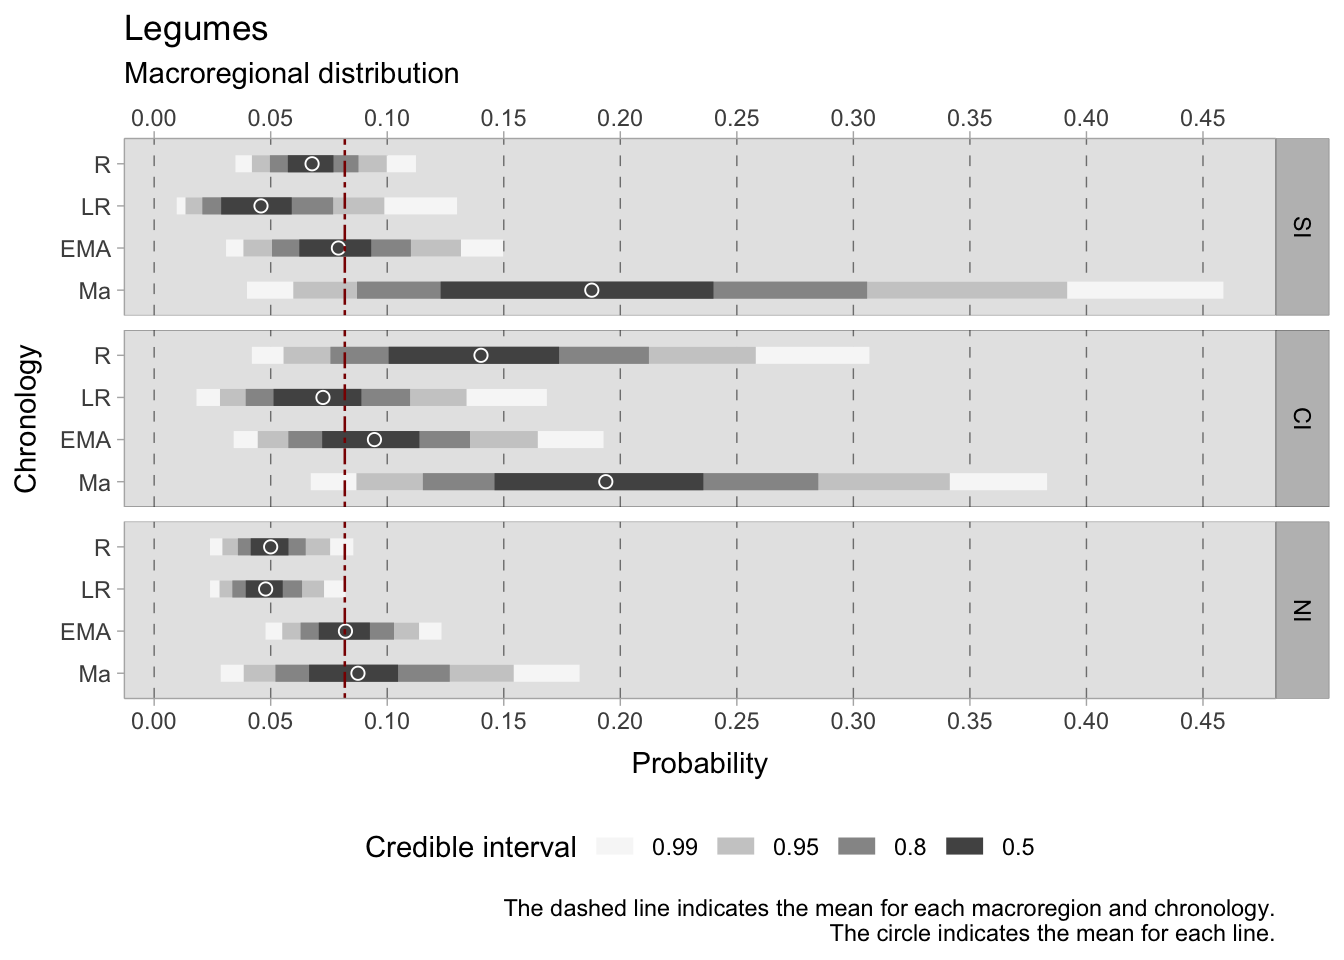 Legumes
Macroregional distribution
0.00 0.05 0.10 0.15 0.20 0.25 0.30 0.35 0.40 0.45
R
LR
EMA
Ma
SI
R
LR
EMA
Ma
CI
R
LR
EMA
Ma
NI
Chronology
0.00 0.05 0.10 0.15 0.20 0.25 0.30 0.35 0.40 0.45
Probability
Credible interval 0.99 0.95 0.8 0.5
The dashed line indicates the mean for each macroregion and chronology.
The circle indicates the mean for each line.